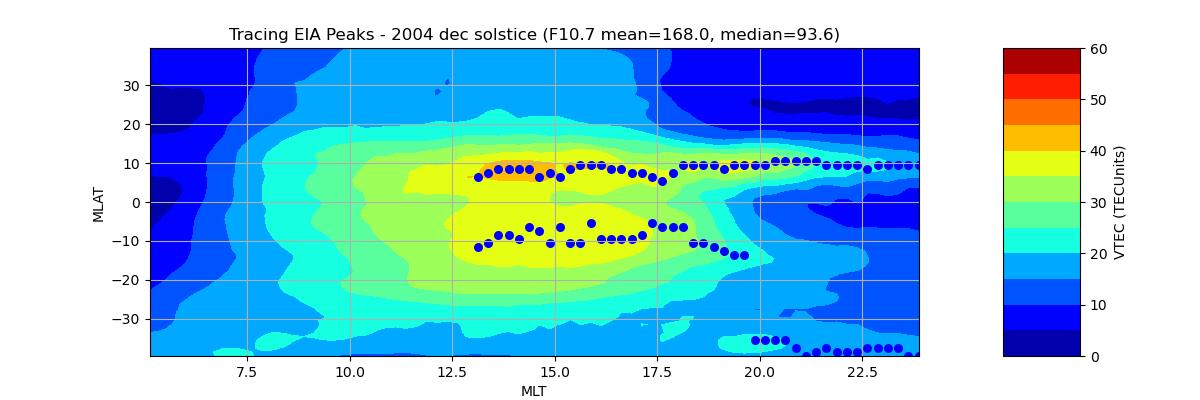 Tracing EIA Peaks - 2004 dec solstice (F10.7 mean=168.0, median=93.6)
30
20
10
0
−10
−20
−30
MLAT
7.5 10.0 12.5 15.0 17.5 20.0 22.5
MLT
60
50
40
30
20
10
0
VTEC (TECUnits)